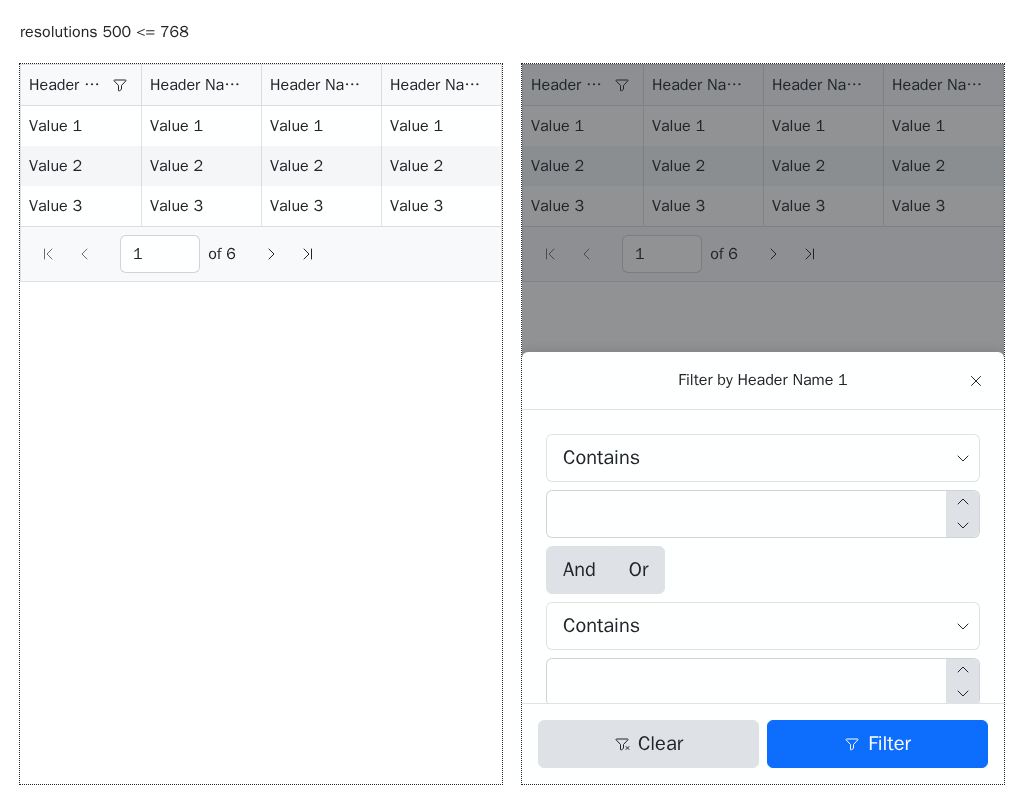 resolutions 500 <= 768
Header ··· Header Na··· Header Na··· Header Na···
Value 1 Value 1 Value 1 Value 1
Value 2 Value 2 Value 2 Value 2
Value 3 Value 3 Value 3 Value 3
1 of 6
Header ··· Header Na··· Header Na··· Header Na···
Value 1 Value 1 Value 1 Value 1
Value 2 Value 2 Value 2 Value 2
Value 3 Value 3 Value 3 Value 3
1 of 6
Filter by Header Name 1
Contains
And Or
Contains
Clear Filter